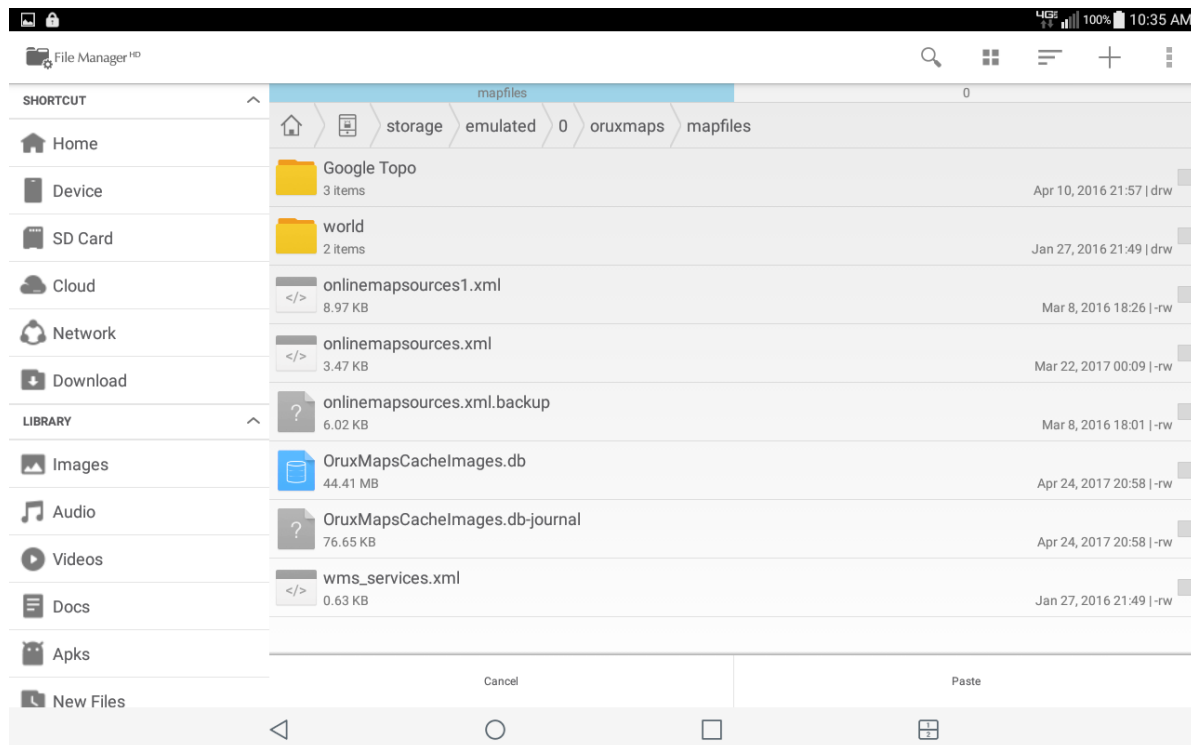 4GE 100% 10:35 AM
File Manager HD
SHORTCUT
Home
Device
SD Card
Cloud
Network
Download
LIBRARY
Images
Audio
Videos
Docs
Apks
New Files
mapfiles 0
storage emulated 0 oruxmaps mapfiles
Google Topo
3 items Apr 10, 2016 21:57 | drw
world
2 items Jan 27, 2016 21:49 | drw
</> onlinemapsources1.xml
8.97 KB Mar 8, 2016 18:26 | -rw
</> onlinemapsources.xml
3.47 KB Mar 22, 2017 00:09 | -rw
? onlinemapsources.xml.backup
6.02 KB Mar 8, 2016 18:01 | -rw
OruxMapsCacheImages.db
44.41 MB Apr 24, 2017 20:58 | -rw
? OruxMapsCacheImages.db-journal
76.65 KB Apr 24, 2017 20:58 | -rw
</> wms_services.xml
0.63 KB Jan 27, 2016 21:49 | -rw
Cancel Paste
1
2